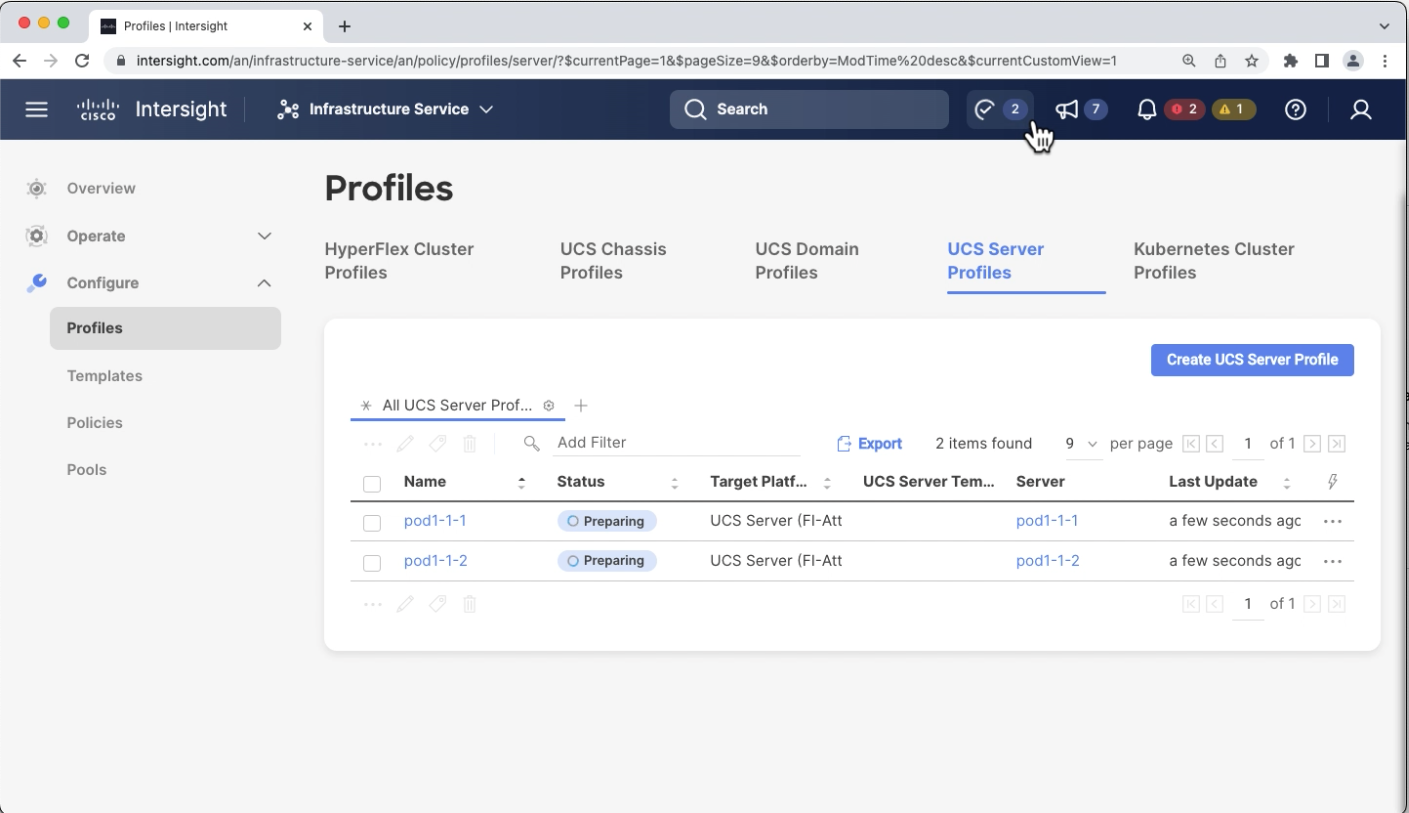 Profiles | Intersight
intersight.com/an/infrastructure-service/an/policy/profiles/server/?$currentPage=1&$pageSize=9&$orderby=ModTime%20desc&$currentCustomView=1
cisco Intersight Infrastructure Service Search 2 7 2 1
Overview
Operate
Configure
Profiles
Templates
Policies
Pools
Profiles
HyperFlex Cluster Profiles
UCS Chassis Profiles
UCS Domain Profiles
UCS Server Profiles
Kubernetes Cluster Profiles
Create UCS Server Profile
All UCS Server Prof...
Add Filter Export 2 items found 9 per page 1 of 1
Name Status Target Platf... UCS Server Tem... Server Last Update
pod1-1-1 Preparing UCS Server (FI-Att pod1-1-1 a few seconds agc
pod1-1-2 Preparing UCS Server (FI-Att pod1-1-2 a few seconds agc
1 of 1